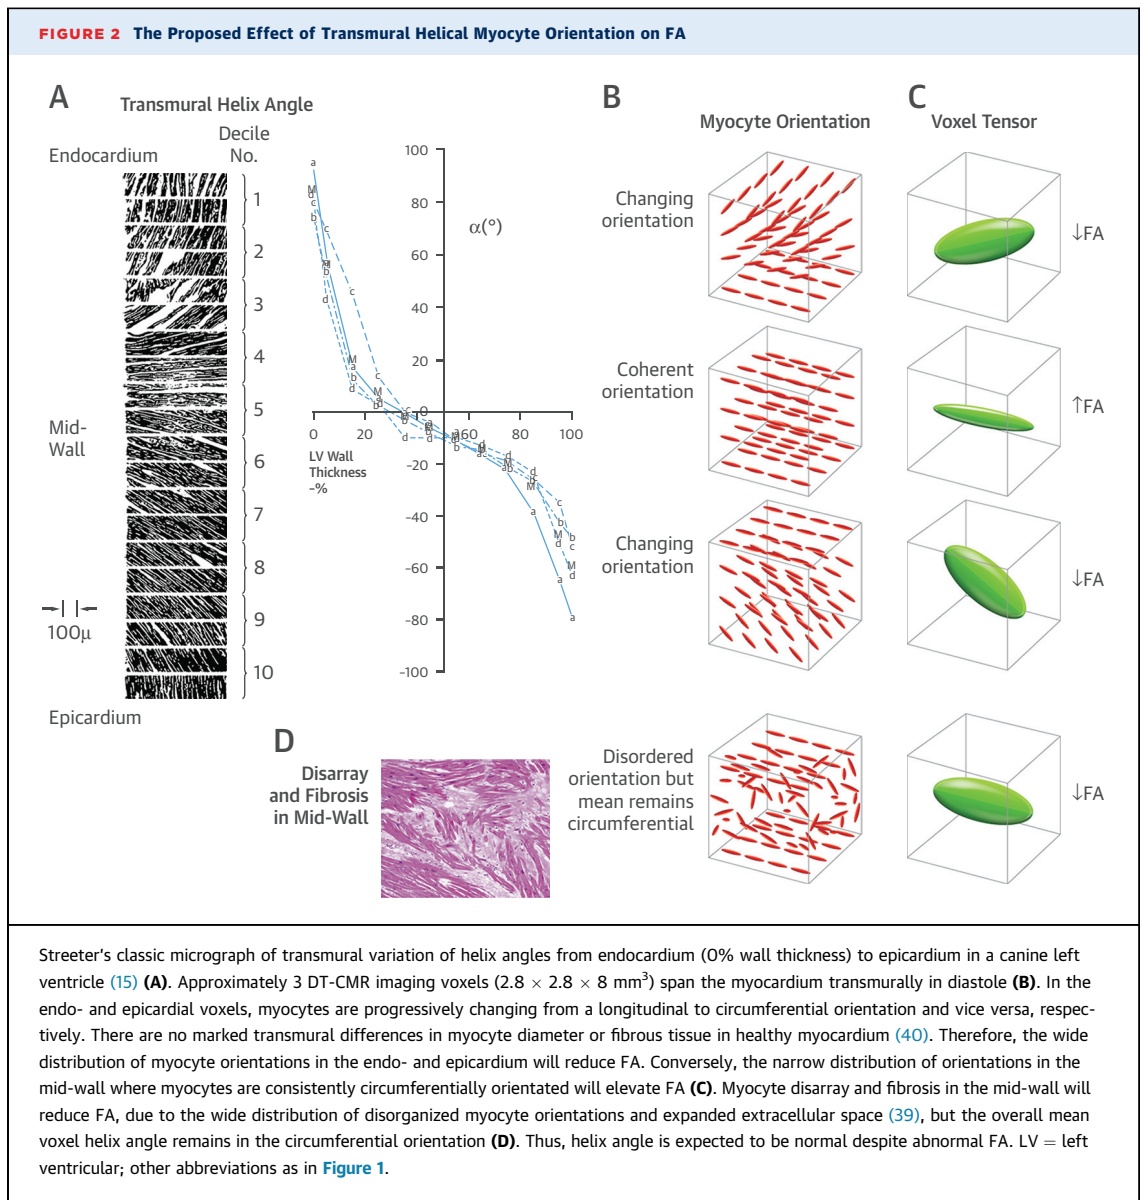 FIGURE 2 The Proposed Effect of Transmural Helical Myocyte Orientation on FA
A
Transmural Helix Angle
Decile
No.
Endocardium
1
2
3
4
5
6
7
8
9
10
Mid-
Wall
100μ
Epicardium
100
80
60
40
20
0
-20
-40
-60
-80
-100
α(°)
0
20
60
80
100
LV Wall
Thickness
-%
B
Myocyte Orientation
C
Voxel Tensor
Changing
orientation
↓FA
Coherent
orientation
↑FA
Changing
orientation
↓FA
D
Disarray
and Fibrosis
in Mid-Wall
Disordered
orientation but
mean remains
circumferential
↓FA
Streeter's classic micrograph of transmural variation of helix angles from endocardium (0% wall thickness) to epicardium in a canine left
ventricle (15) (A). Approximately 3 DT-CMR imaging voxels (2.8 × 2.8 × 8 mm³) span the myocardium transmurally in diastole (B). In the
endo- and epicardial voxels, myocytes are progressively changing from a longitudinal to circumferential orientation and vice versa, respec-
tively. There are no marked transmural differences in myocyte diameter or fibrous tissue in healthy myocardium (40). Therefore, the wide
distribution of myocyte orientations in the endo- and epicardium will reduce FA. Conversely, the narrow distribution of orientations in the
mid-wall where myocytes are consistently circumferentially orientated will elevate FA (C). Myocyte disarray and fibrosis in the mid-wall will
reduce FA, due to the wide distribution of disorganized myocyte orientations and expanded extracellular space (39), but the overall mean
voxel helix angle remains in the circumferential orientation (D). Thus, helix angle is expected to be normal despite abnormal FA. LV = left
ventricular; other abbreviations as in Figure 1.